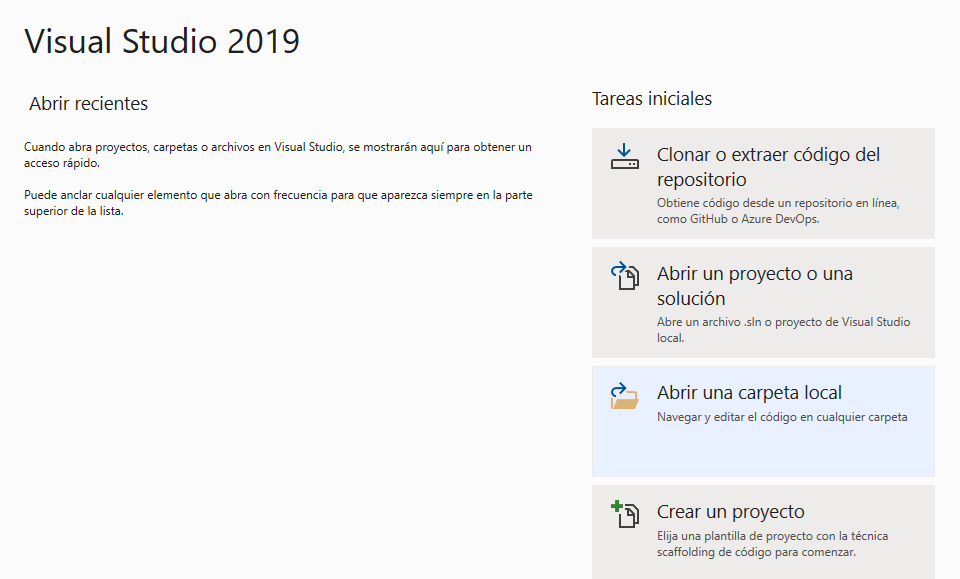 Visual Studio 2019
Abrir recientes
Cuando abra proyectos, carpetas o archivos en Visual Studio, se mostrarán aquí para obtener un
acceso rápido.
Puede anclar cualquier elemento que abra con frecuencia para que aparezca siempre en la parte
superior de la lista.
Tareas iniciales
Clonar o extraer código del
repositorio
Obtiene código desde un repositorio en línea,
como GitHub o Azure DevOps.
Abrir un proyecto o una
solución
Abre un archivo .sln o proyecto de Visual Studio
local.
Abrir una carpeta local
Navegar y editar el código en cualquier carpeta
Crear un proyecto
Elija una plantilla de proyecto con la técnica
scaffolding de código para comenzar.